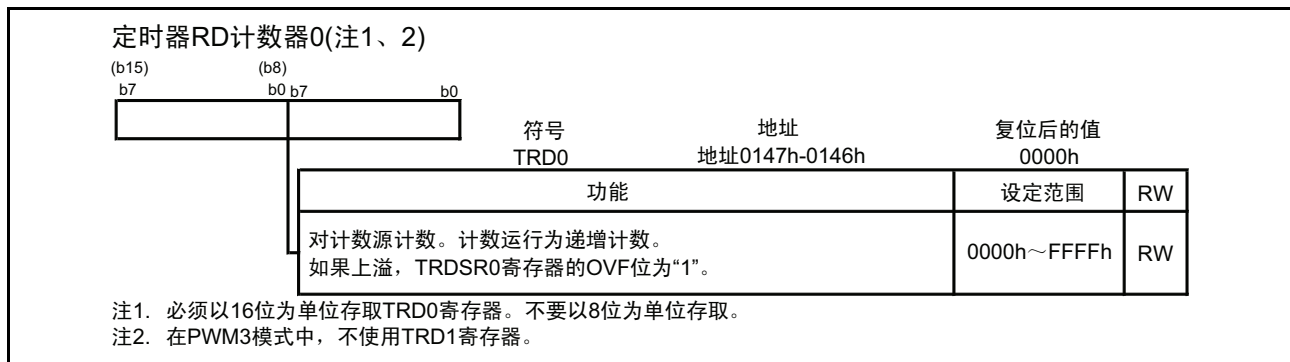 定时器RD计数器0(注1、2)
(b15) (b8)
b7 b0 b7 b0
符号 地址 复位后的值
TRD0 地址0147h-0146h 0000h
功能 设定范围 RW
对计数源计数。计数运行为递增计数。
如果上溢，TRDSR0寄存器的OVF位为“1”。
0000h～FFFFh RW
注1. 必须以16位为单位存取TRD0寄存器。不要以8位为单位存取。
注2. 在PWM3模式中，不使用TRD1寄存器。